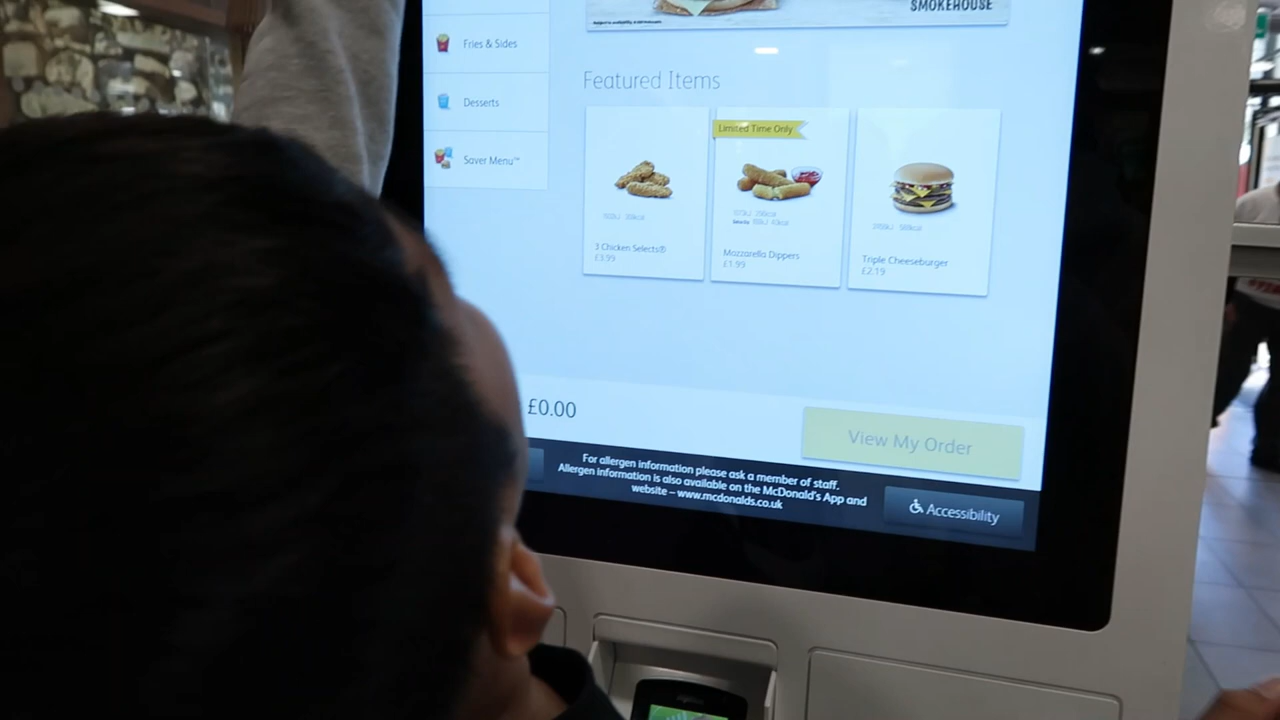 SMOKEHOUSE
Fries & Sides
Desserts
Saver Menu™
Featured Items
Limited Time Only
3 Chicken Selects®
£3.99
Mozzarella Dippers
£1.99
Triple Cheeseburger
£2.19
£0.00
View My Order
For allergen information please ask a member of staff.
Allergen information is also available on the McDonald's App and
website – www.mcdonalds.co.uk
Accessibility